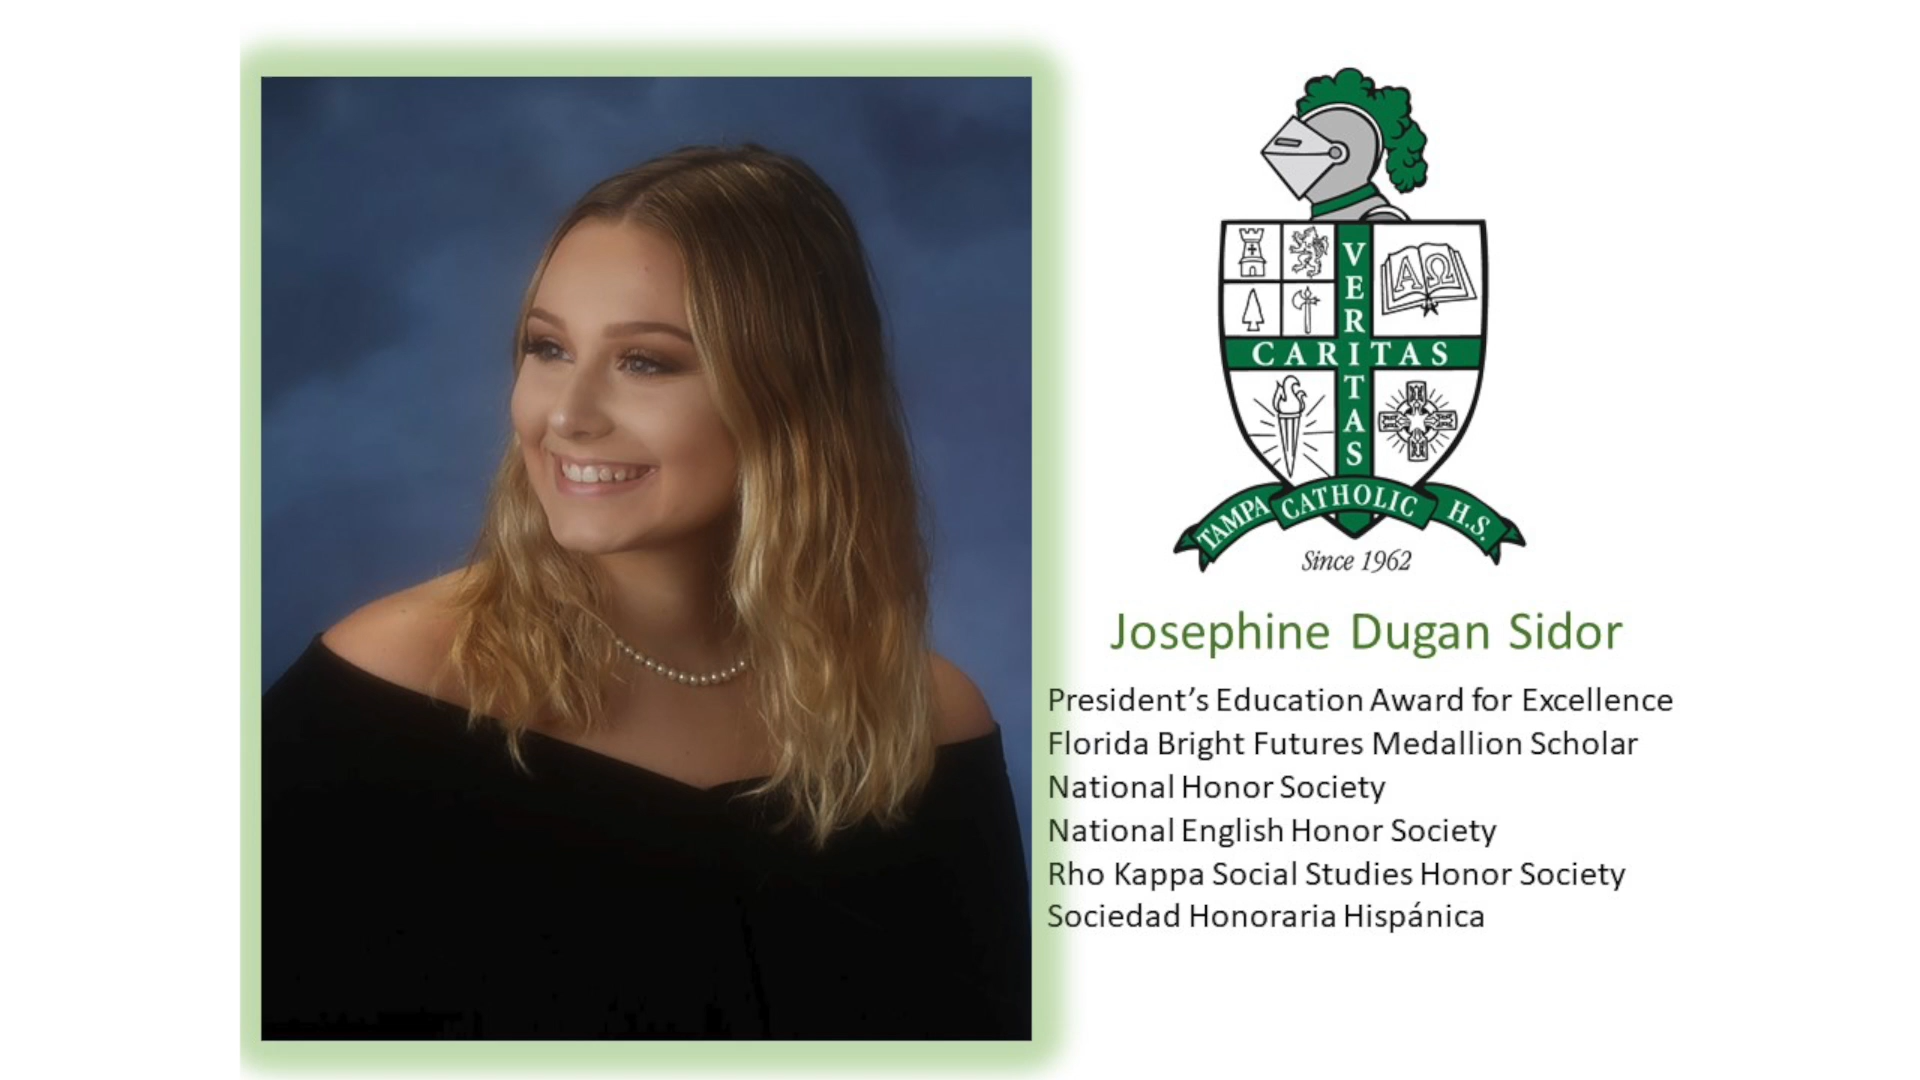 VERITAS
CARITAS
ΑΩ
TAMPA CATHOLIC H.S.
Since 1962
Josephine Dugan Sidor
President’s Education Award for Excellence
Florida Bright Futures Medallion Scholar
National Honor Society
National English Honor Society
Rho Kappa Social Studies Honor Society
Sociedad Honoraria Hispánica